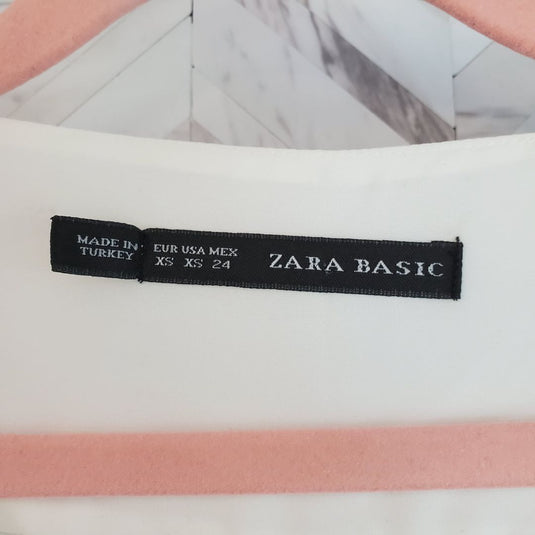 MADE IN
TURKEY
EUR USA MEX
XS XS 24
ZARA BASIC